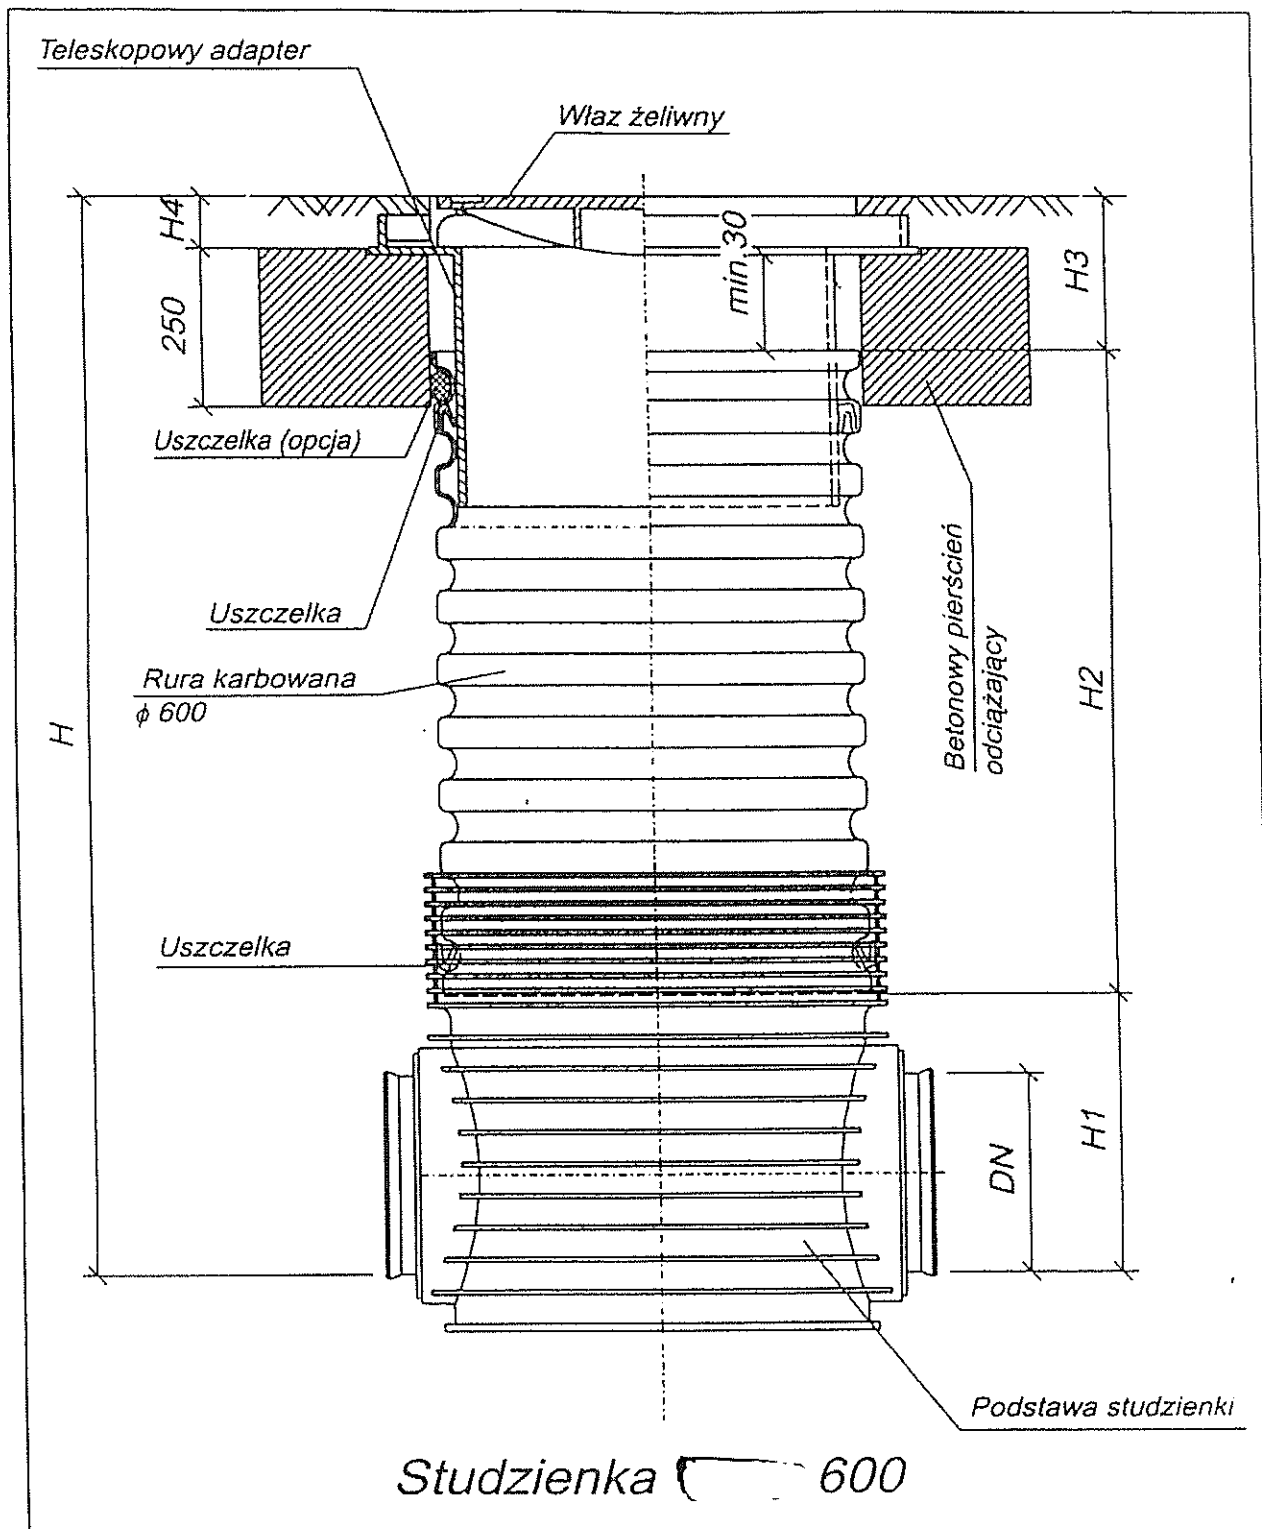 Teleskopowy adapter
Właz żeliwny
H4
250
min. 30
H3
Uszczelka (opcja)
Uszczelka
Rura karbowana
ϕ 600
Betonowy pierścień
odciążający
H
H2
Uszczelka
DN
H1
Podstawa studzienki
Studzienka 600